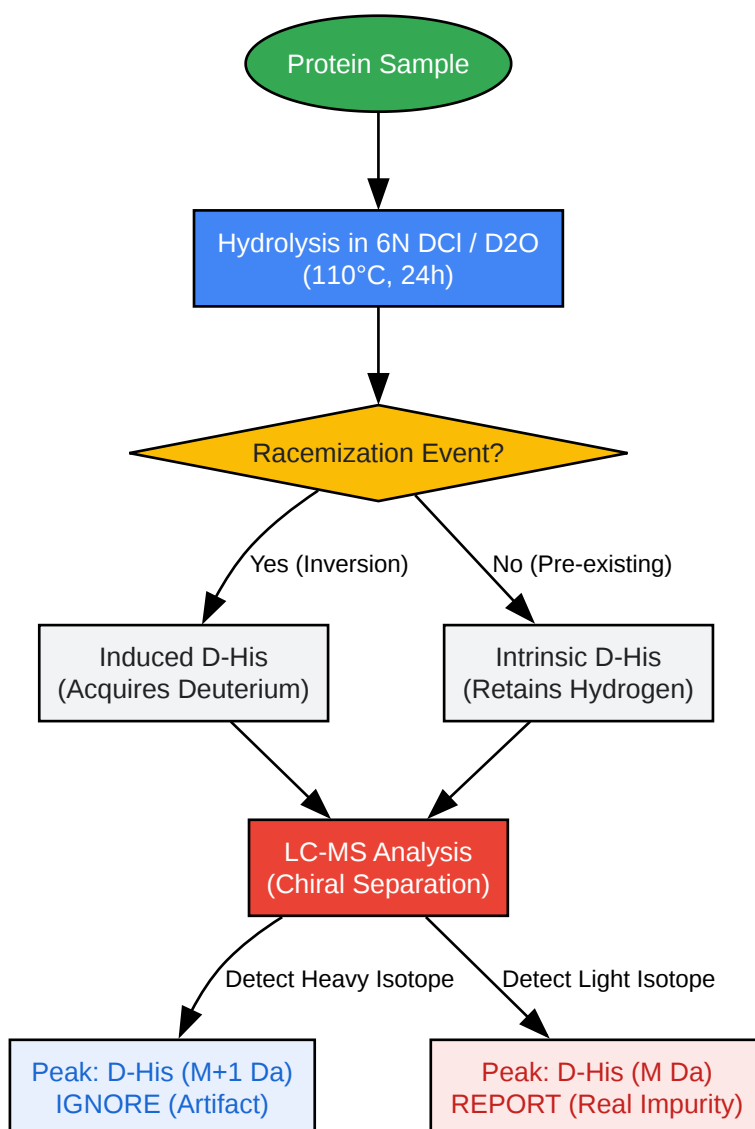 Protein Sample
Hydrolysis in 6N DCl / D2O
(110°C, 24h)
Racemization Event?
Yes (Inversion)
No (Pre-existing)
Induced D-His
(Acquires Deuterium)
Intrinsic D-His
(Retains Hydrogen)
LC-MS Analysis
(Chiral Separation)
Detect Heavy Isotope
Detect Light Isotope
Peak: D-His (M+1 Da)
IGNORE (Artifact)
Peak: D-His (M Da)
REPORT (Real Impurity)